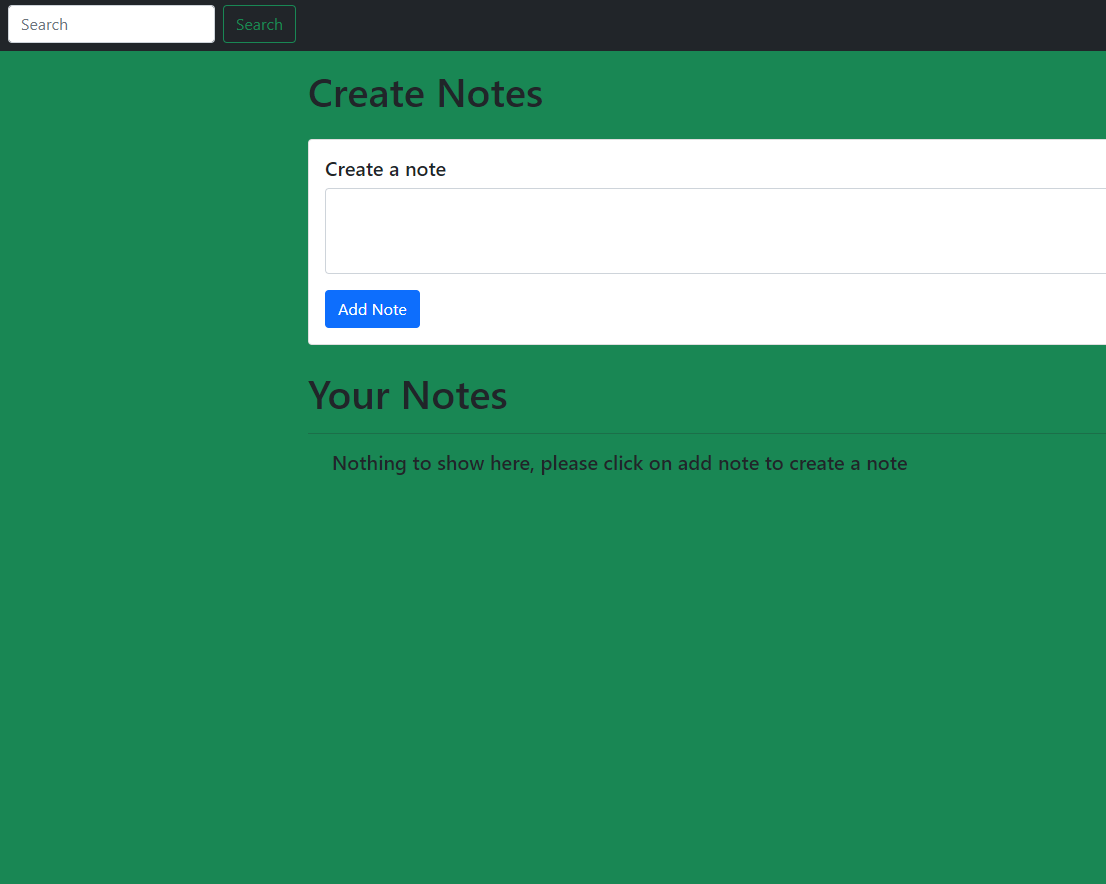 Search Search
Create Notes
Create a note
Add Note
Your Notes
Nothing to show here, please click on add note to create a note